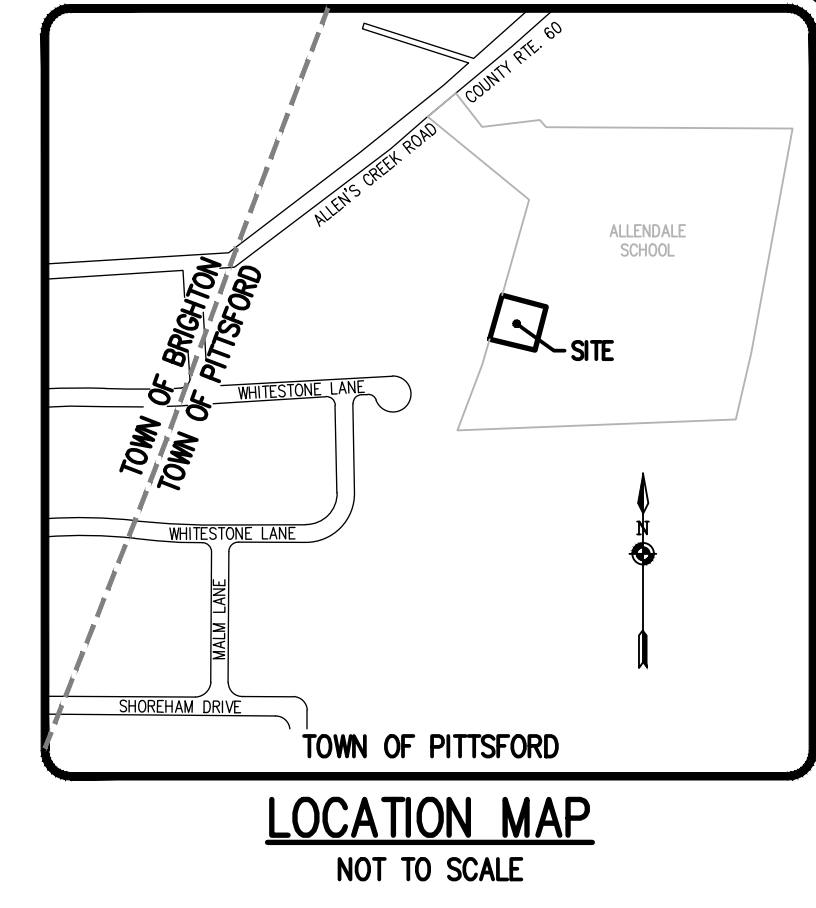 COUNTY RTE. 60
ALLEN'S CREEK ROAD
ALLENDALE
SCHOOL
TOWN OF BRIGHTON
TOWN OF PITTSFORD
SITE
WHITESTONE LANE
N
WHITESTONE LANE
MALM LANE
SHOREHAM DRIVE
TOWN OF PITTSFORD
LOCATION MAP
NOT TO SCALE